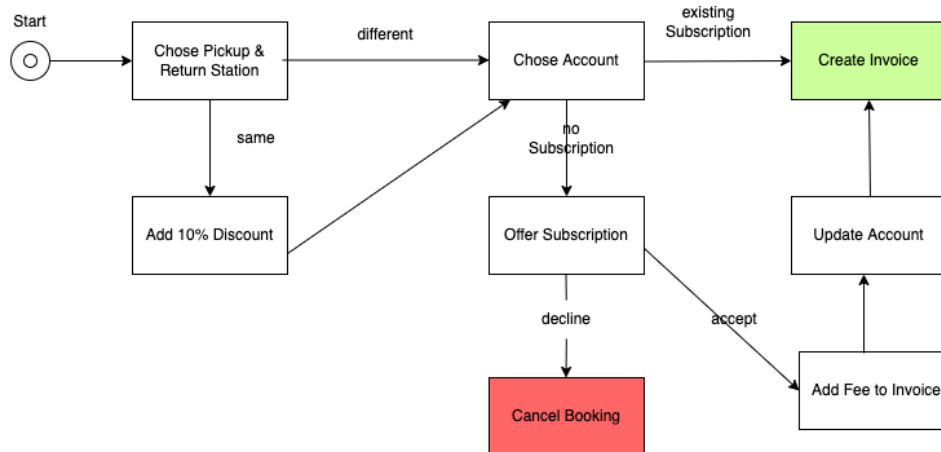 Start
Chose Pickup &
Return Station
different
Chose Account
existing
Subscription
Create Invoice
same
no
Subscription
Add 10% Discount
Offer Subscription
Update Account
decline
accept
Cancel Booking
Add Fee to Invoice